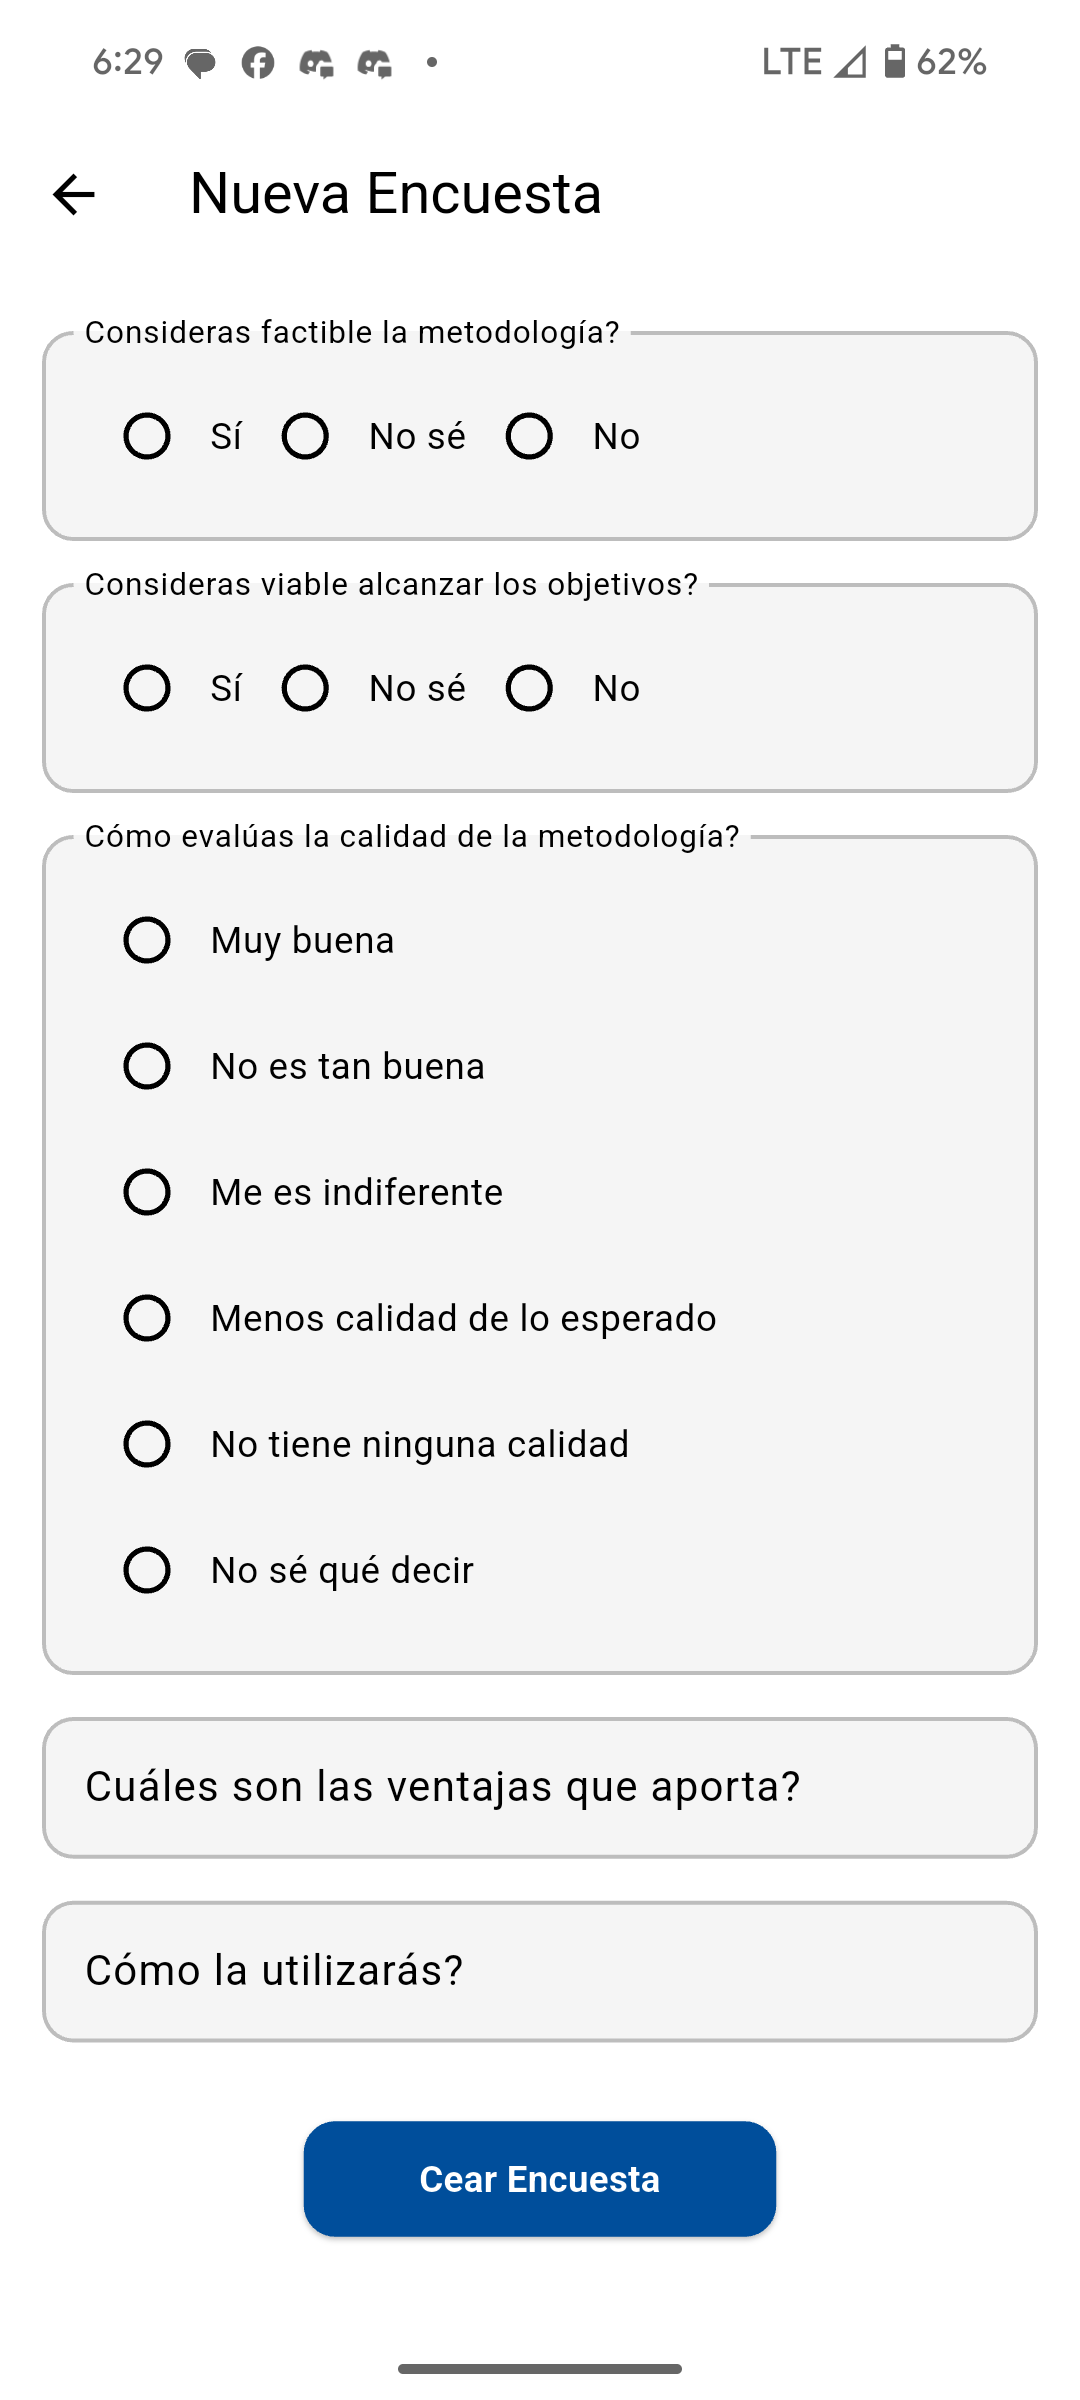 6:29 LTE 62%
Nueva Encuesta
Consideras factible la metodología?
Sí No sé No
Consideras viable alcanzar los objetivos?
Sí No sé No
Cómo evalúas la calidad de la metodología?
Muy buena
No es tan buena
Me es indiferente
Menos calidad de lo esperado
No tiene ninguna calidad
No sé qué decir
Cuáles son las ventajas que aporta?
Cómo la utilizarás?
Cear Encuesta